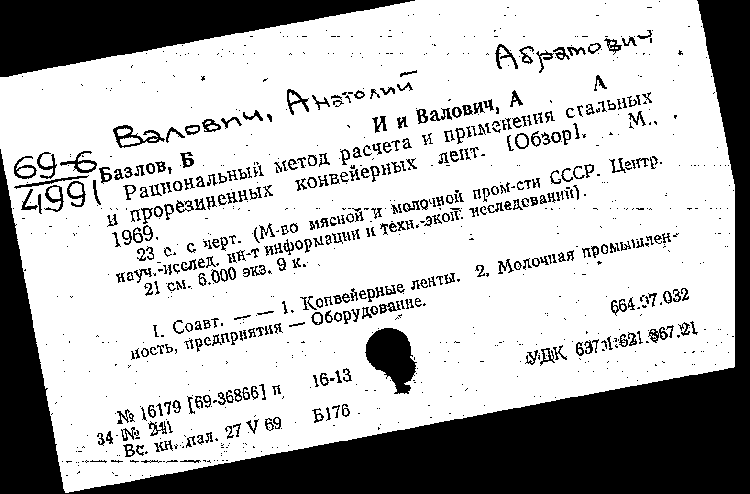 Валович, Анатолий Абрамович
69-6
4991
Базлов, Б И и Валович, А А
Рациональный метод расчета и применения стальных
и прорезиненных конвейерных лент. [Обзор]. М.,
1969.
23 с. с черт. (М-во мясной и молочной пром-сти СССР. Центр.
науч.-исслед. ин-т информации и техн.-экон. исследований).
21 см. 6.000 экз. 9 к.
1. Соавт. — — 1. Конвейерные ленты. 2. Молочная промышлен-
ность, предприятия — Оборудование.
664.97.032
УДК 637.1:621.867.21
№ 16179 [69-36866] п 16-13
34 № 241
Вс. кн. пал. 27 V 69 Б176